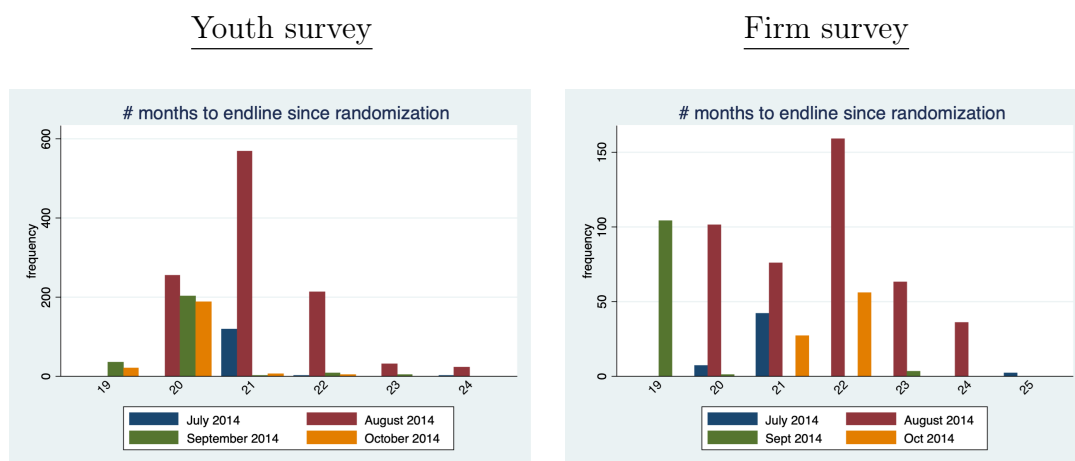 Youth survey
Firm survey
# months to endline since randomization
frequency
600
400
200
0
19 20 21 22 23 24
July 2014 August 2014
September 2014 October 2014
# months to endline since randomization
frequency
150
100
50
0
19 20 21 22 23 24 25
July 2014 August 2014
Sept 2014 Oct 2014